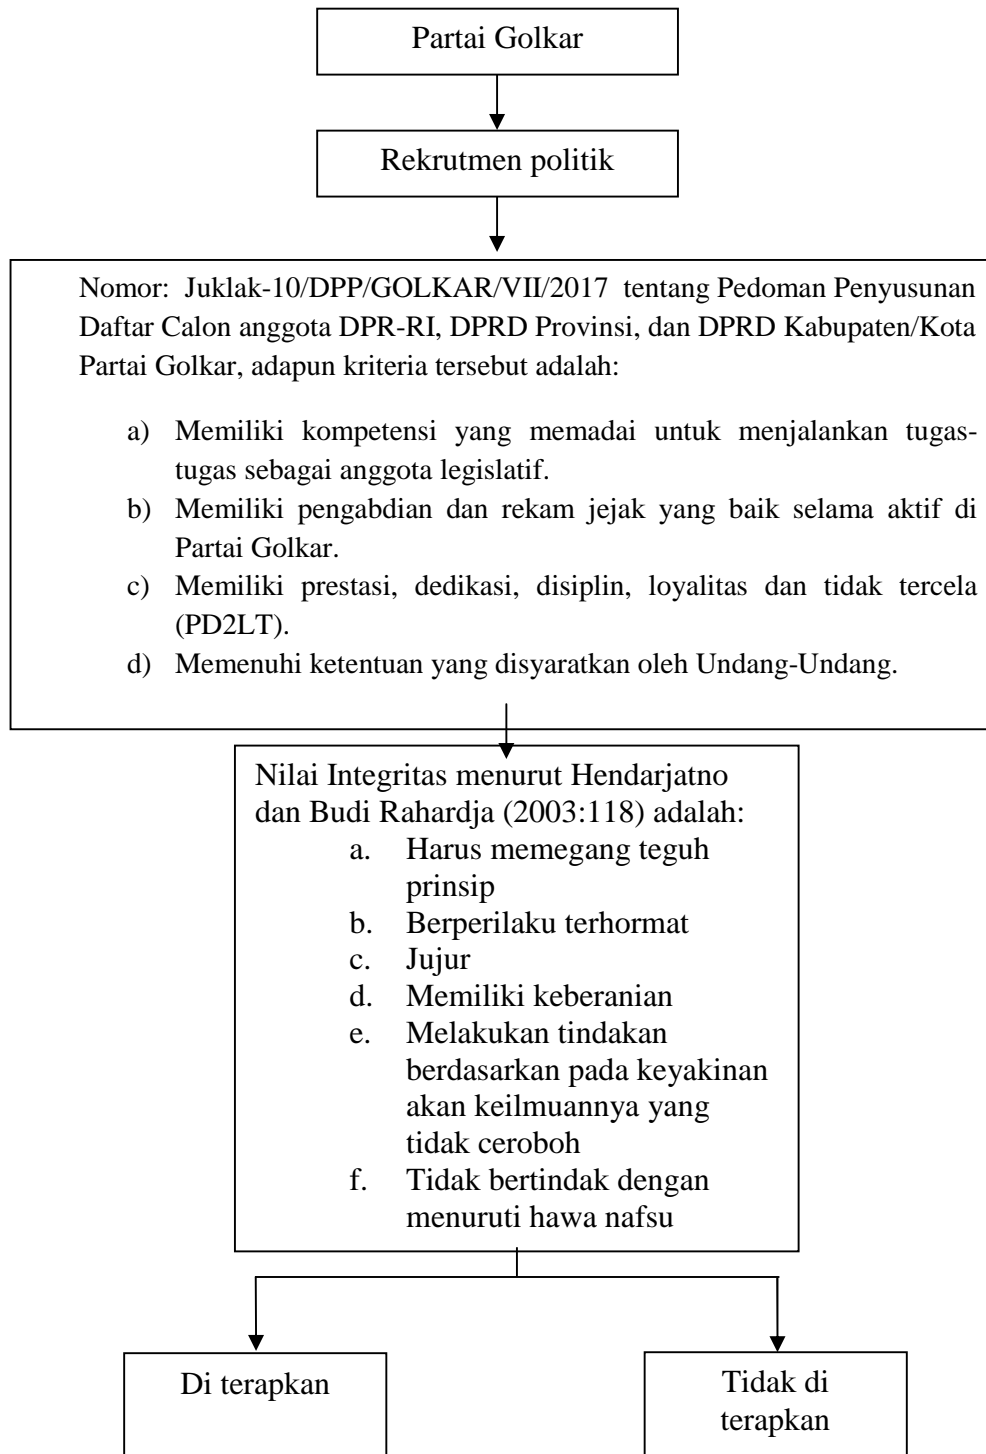 Partai Golkar
Rekrutmen politik
Nomor: Juklak-10/DPP/GOLKAR/VII/2017 tentang Pedoman Penyusunan
Daftar Calon anggota DPR-RI, DPRD Provinsi, dan DPRD Kabupaten/Kota
Partai Golkar, adapun kriteria tersebut adalah:
a) Memiliki kompetensi yang memadai untuk menjalankan tugas-
tugas sebagai anggota legislatif.
b) Memiliki pengabdian dan rekam jejak yang baik selama aktif di
Partai Golkar.
c) Memiliki prestasi, dedikasi, disiplin, loyalitas dan tidak tercela
(PD2LT).
d) Memenuhi ketentuan yang disyaratkan oleh Undang-Undang.
Nilai Integritas menurut Hendarjatno
dan Budi Rahardja (2003:118) adalah:
a. Harus memegang teguh
prinsip
b. Berperilaku terhormat
c. Jujur
d. Memiliki keberanian
e. Melakukan tindakan
berdasarkan pada keyakinan
akan keilmuannya yang
tidak ceroboh
f. Tidak bertindak dengan
menuruti hawa nafsu
Di terapkan
Tidak di
terapkan